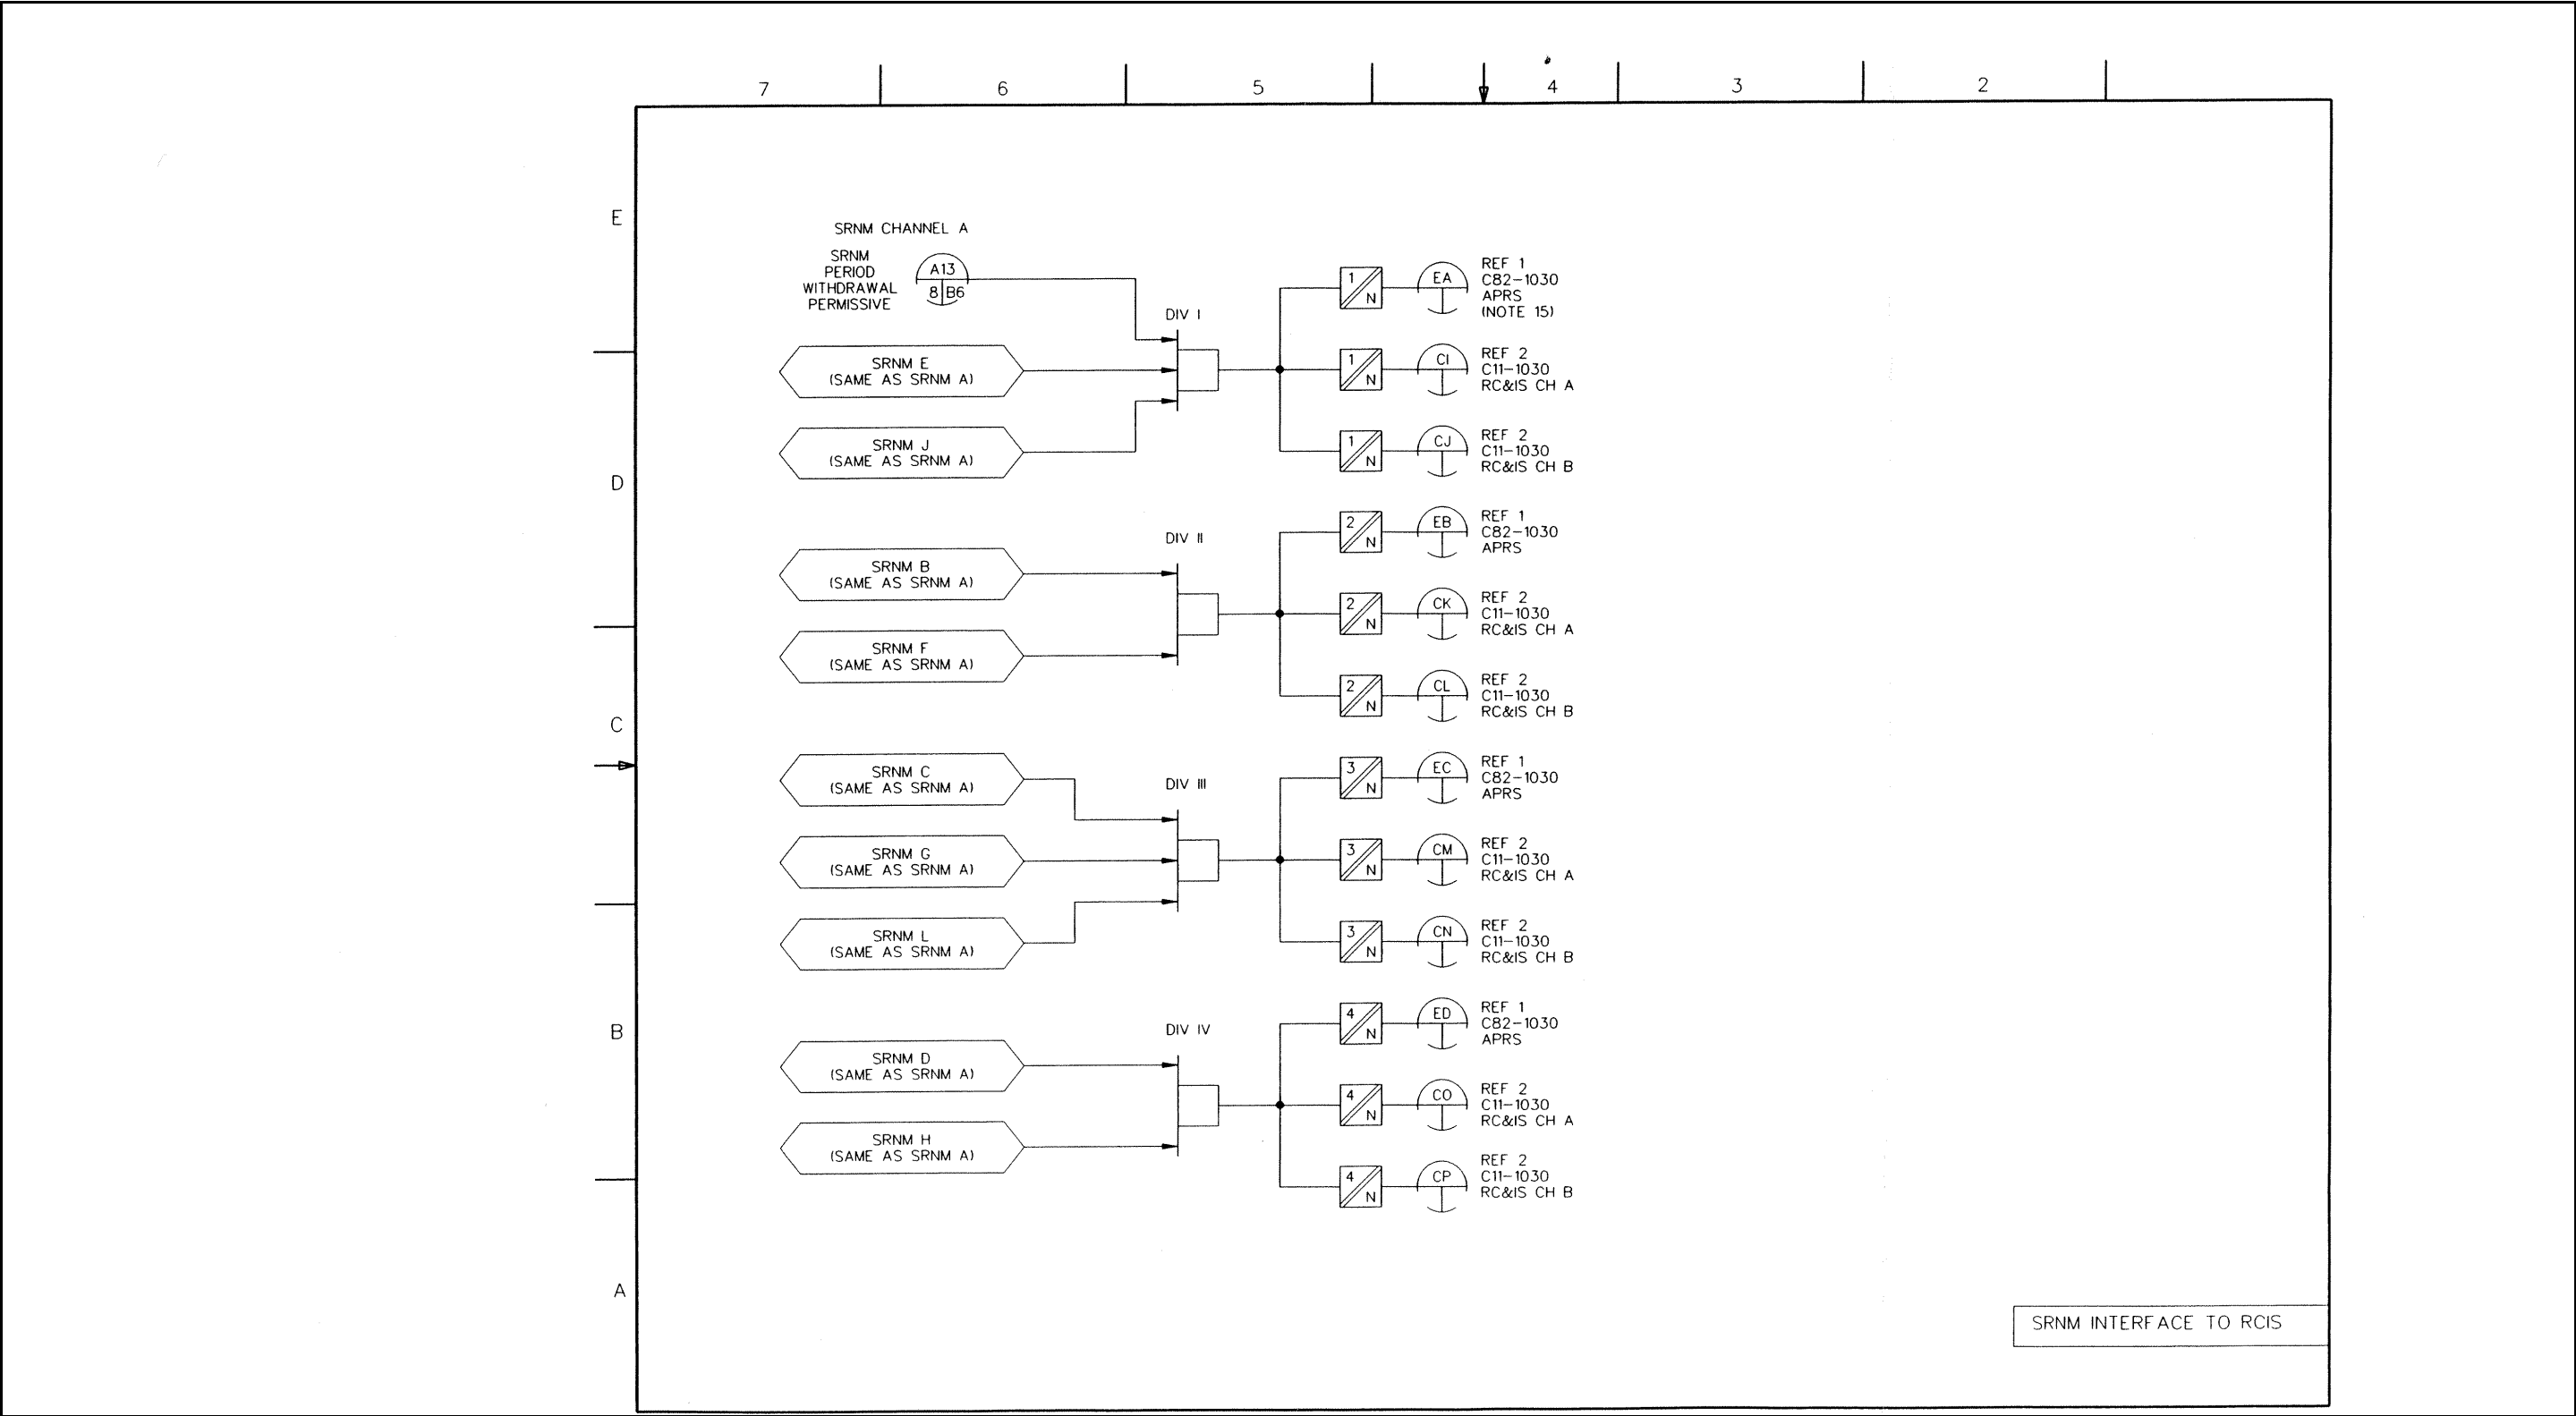 7
6
5
4
3
2
E
D
C
B
A
SRNM CHANNEL A
SRNM
PERIOD
WITHDRAWAL
PERMISSIVE
A13
8 B6
SRNM E
(SAME AS SRNM A)
SRNM J
(SAME AS SRNM A)
DIV I
1
N
EA
REF 1
C82-1030
APRS
(NOTE 15)
1
N
CI
REF 2
C11-1030
RC&IS CH A
1
N
CJ
REF 2
C11-1030
RC&IS CH B
SRNM B
(SAME AS SRNM A)
SRNM F
(SAME AS SRNM A)
DIV II
2
N
EB
REF 1
C82-1030
APRS
2
N
CK
REF 2
C11-1030
RC&IS CH A
2
N
CL
REF 2
C11-1030
RC&IS CH B
SRNM C
(SAME AS SRNM A)
SRNM G
(SAME AS SRNM A)
SRNM L
(SAME AS SRNM A)
DIV III
3
N
EC
REF 1
C82-1030
APRS
3
N
CM
REF 2
C11-1030
RC&IS CH A
3
N
CN
REF 2
C11-1030
RC&IS CH B
SRNM D
(SAME AS SRNM A)
SRNM H
(SAME AS SRNM A)
DIV IV
4
N
ED
REF 1
C82-1030
APRS
4
N
CO
REF 2
C11-1030
RC&IS CH A
4
N
CP
REF 2
C11-1030
RC&IS CH B
SRNM INTERFACE TO RCIS